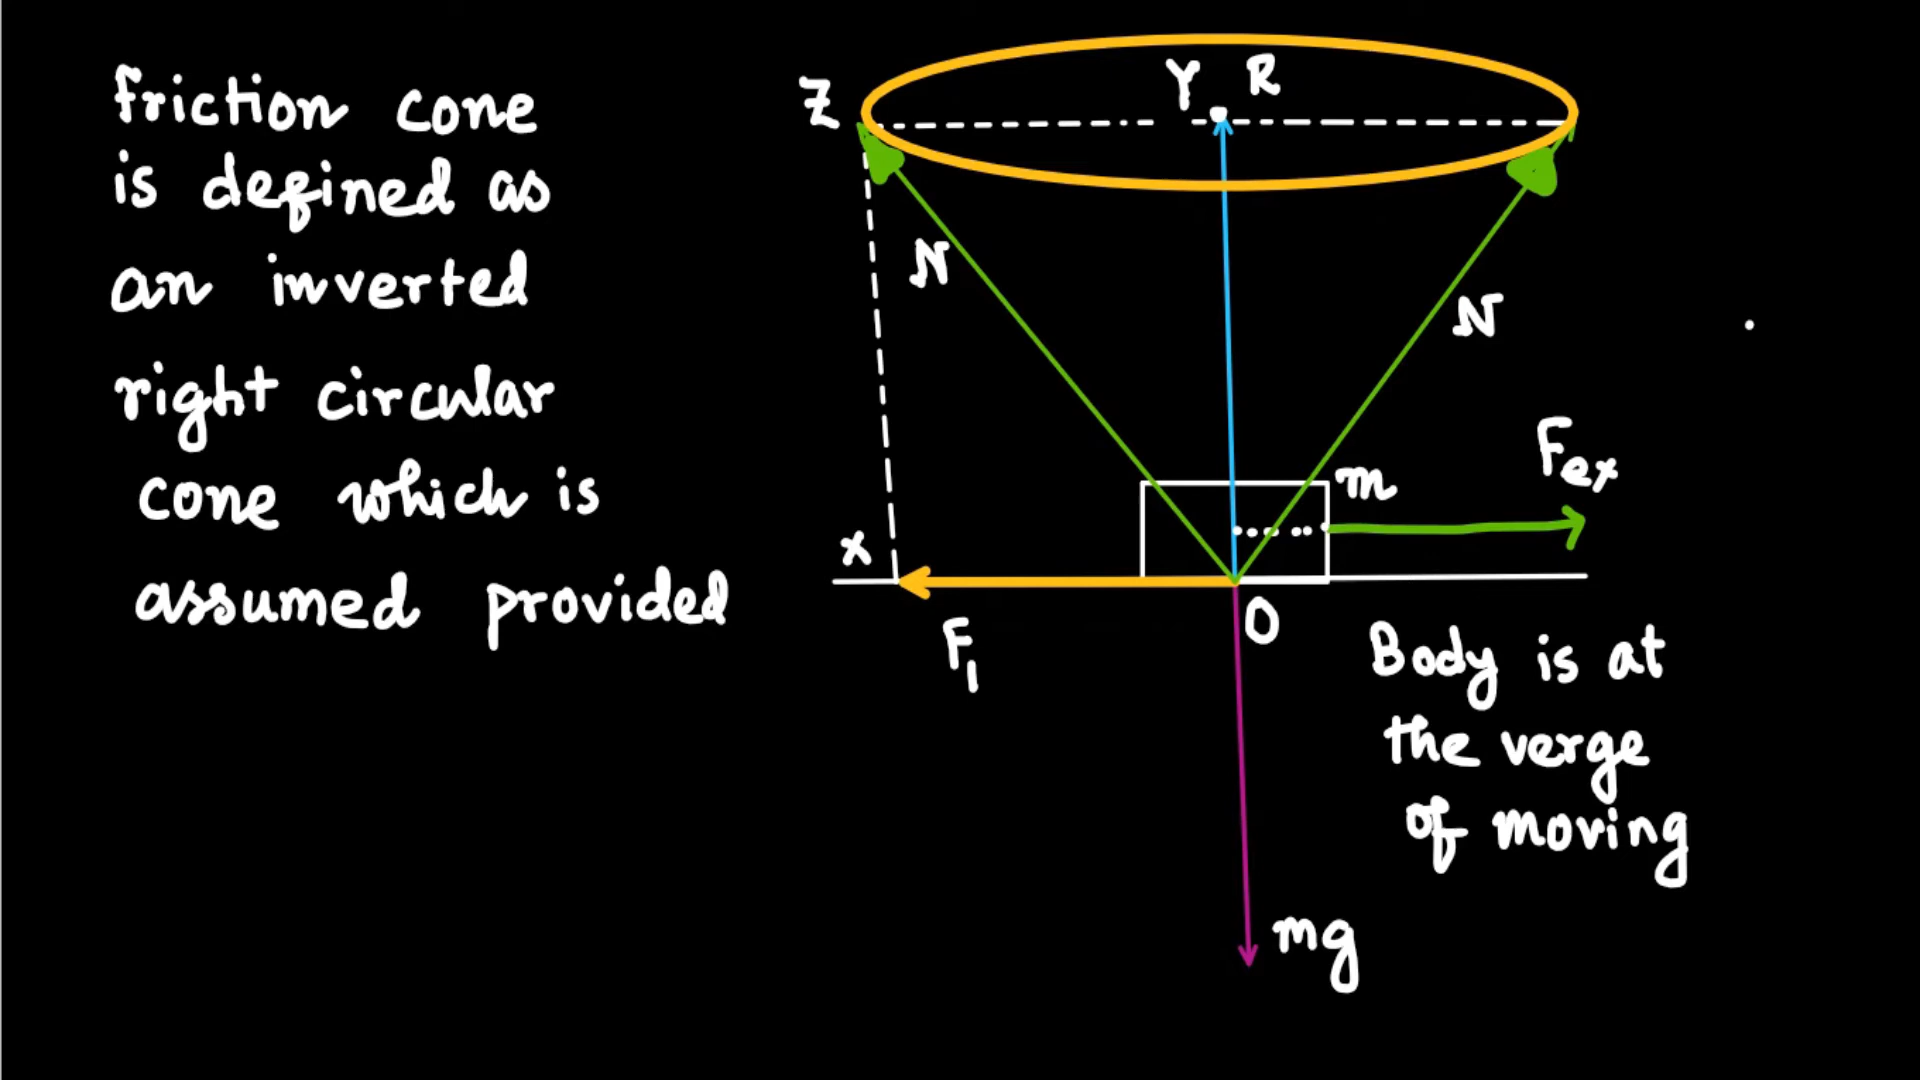 friction cone
is defined as
an inverted
right circular
cone which is
assumed provided
Z
Y R
N
N
Fex
m
x
F1
O
Body is at
the verge
of moving
mg